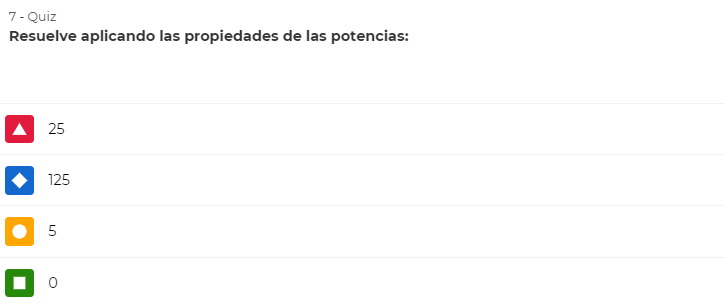 7 - Quiz
Resuelve aplicando las propiedades de las potencias:
25
125
5
0